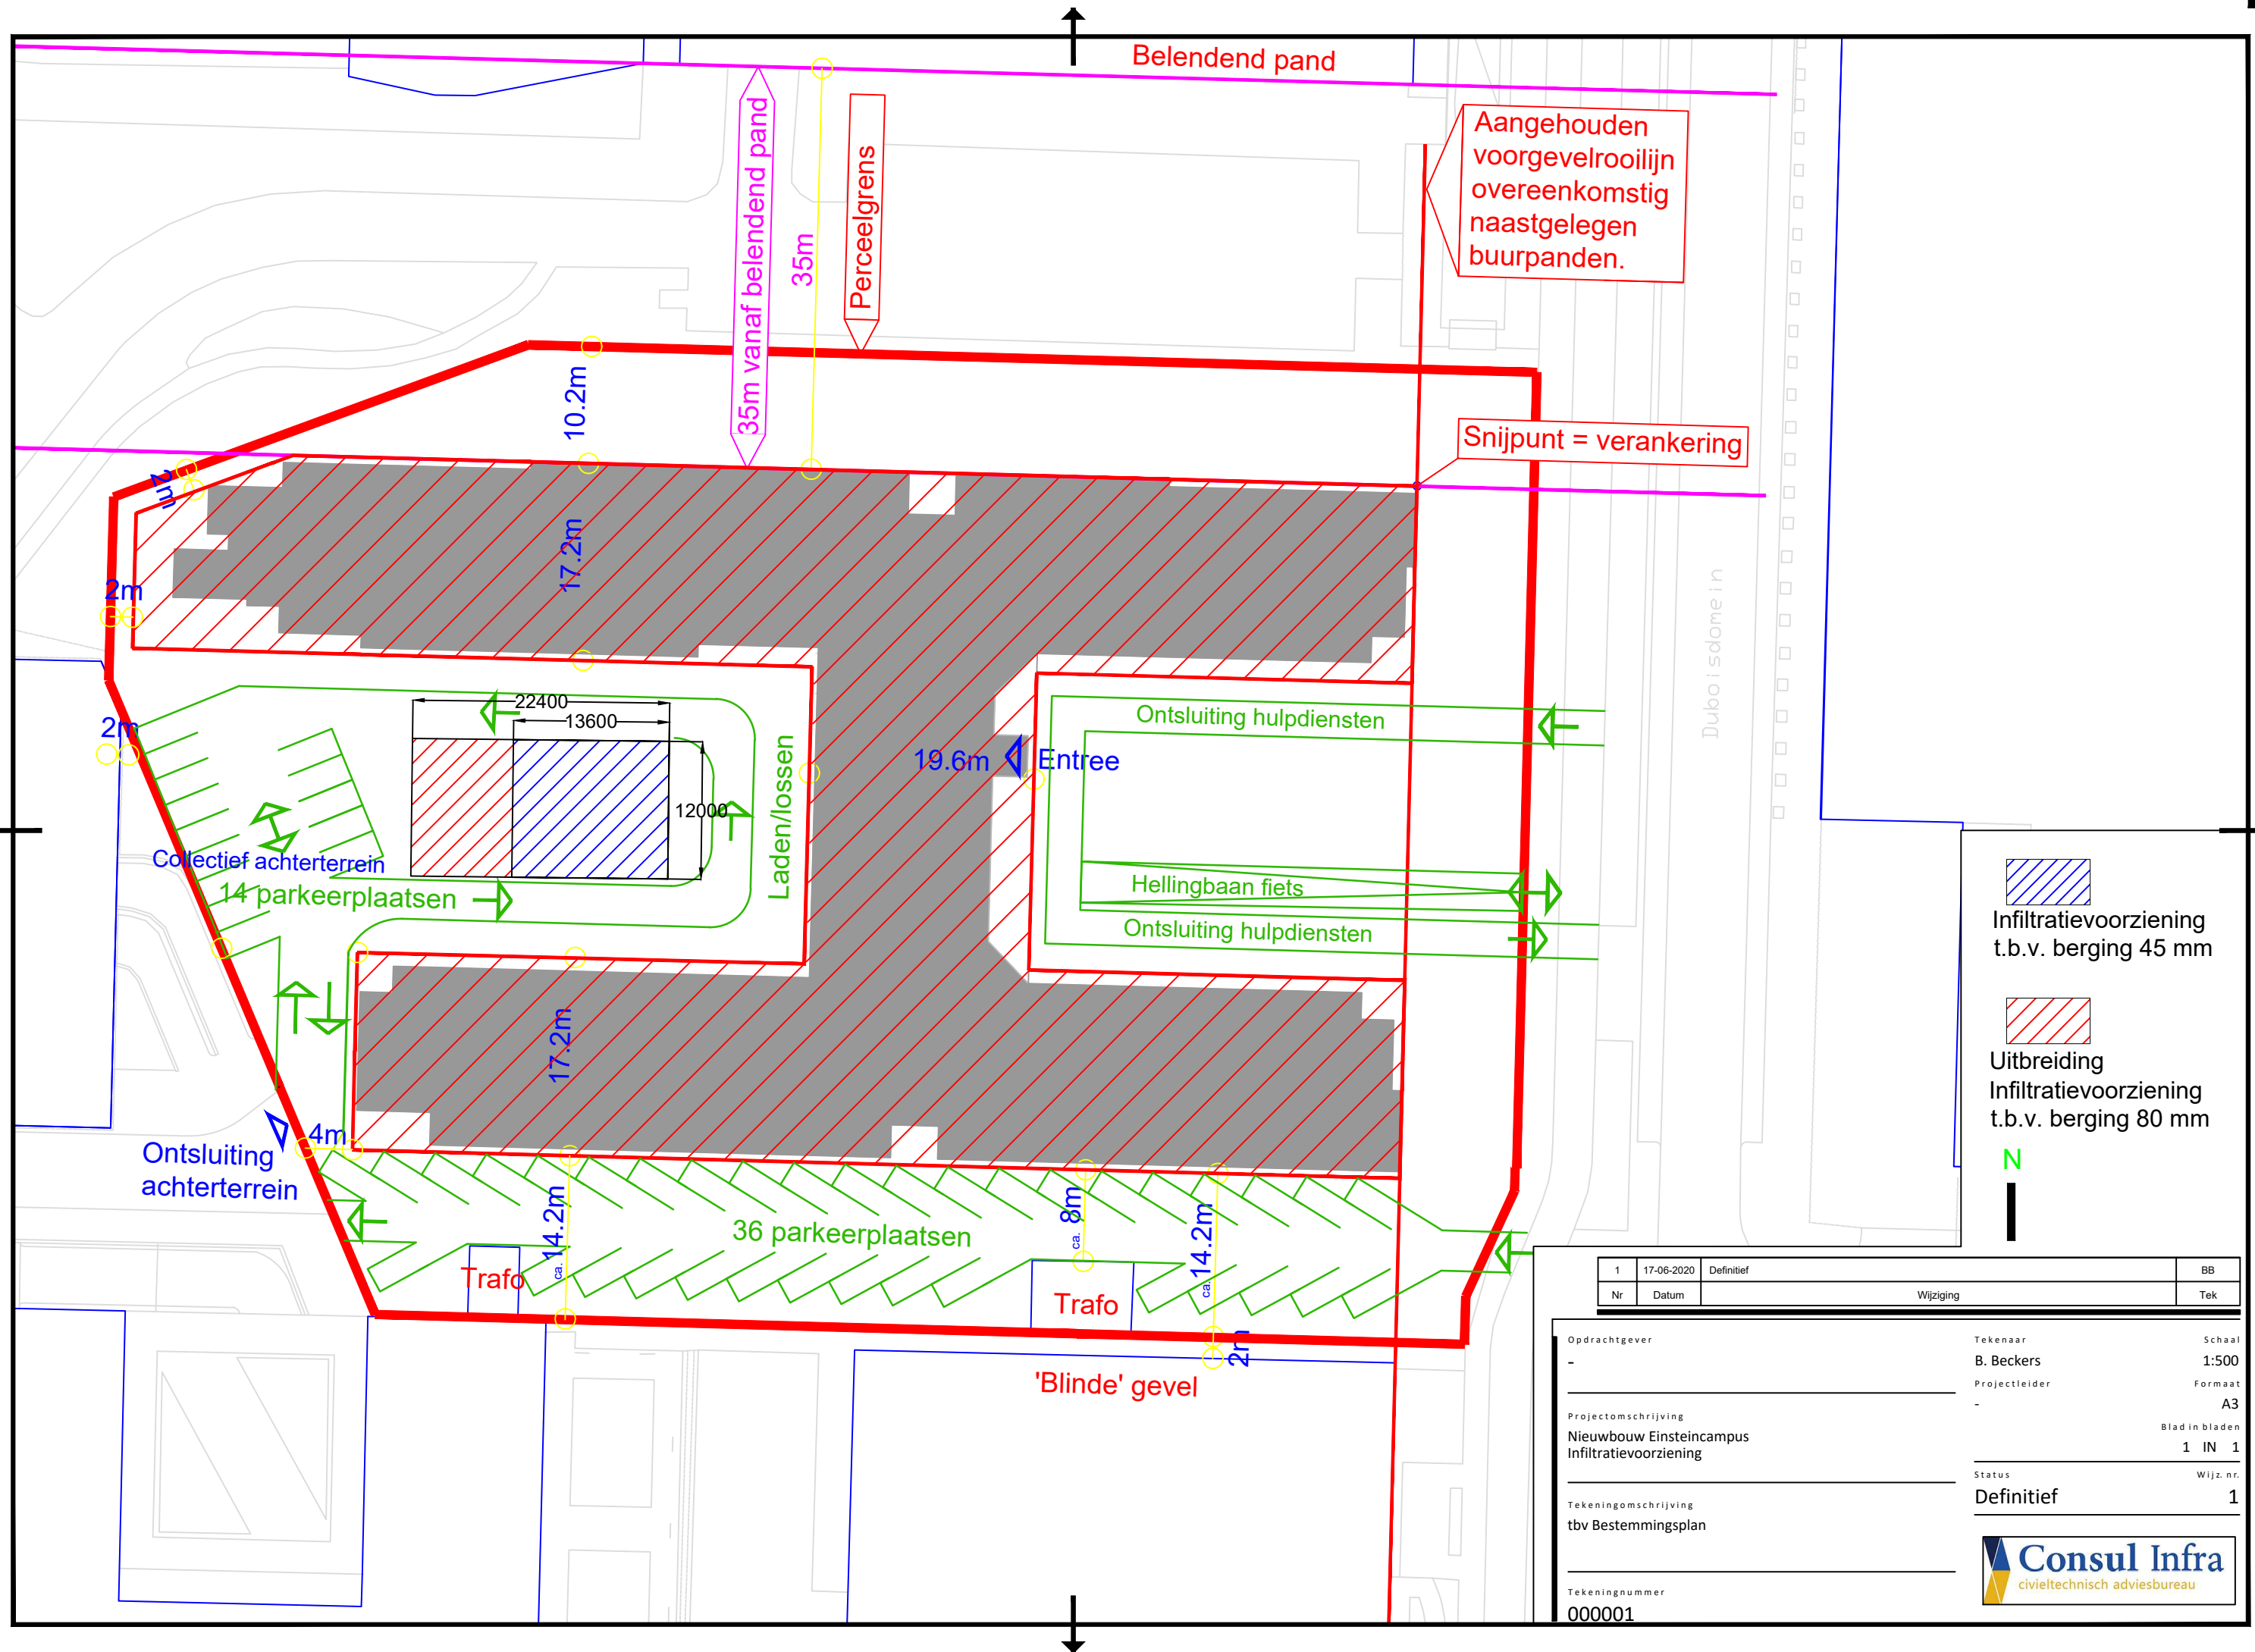 Belendend pand
35m vanaf belendend pand
35m
Perceelgrens
Aangehouden
voorgevelrooilijn
overeenkomstig
naastgelegen
buurpanden.
Snijpunt = verankering
10.2m
2m
17.2m
2m
2m
22400
13600
12000
Laden/lossen
19.6m
Entree
Ontsluiting hulpdiensten
Hellingbaan fiets
Ontsluiting hulpdiensten
Duboisdomein
Collectief achterterrein
14 parkeerplaatsen
17.2m
4m
Ontsluiting
achterterrein
36 parkeerplaatsen
ca. 14.2m
ca. 8m
ca. 14.2m
Trafo
Trafo
2m
'Blinde' gevel
Infiltratievoorziening
t.b.v. berging 45 mm
Uitbreiding
Infiltratievoorziening
t.b.v. berging 80 mm
N
1 17-06-2020 Definitief BB
Nr Datum Wijziging Tek
Opdrachtgever
-
Projectomschrijving
Nieuwbouw Einsteincampus
Infiltratievoorziening
Tekeningomschrijving
tbv Bestemmingsplan
Tekeningnummer
000001
Tekenaar Schaal
B. Beckers 1:500
Projectleider Formaat
- A3
Blad in bladen
1 IN 1
Status Wijz. nr.
Definitief 1
Consul Infra
civieltechnisch adviesbureau